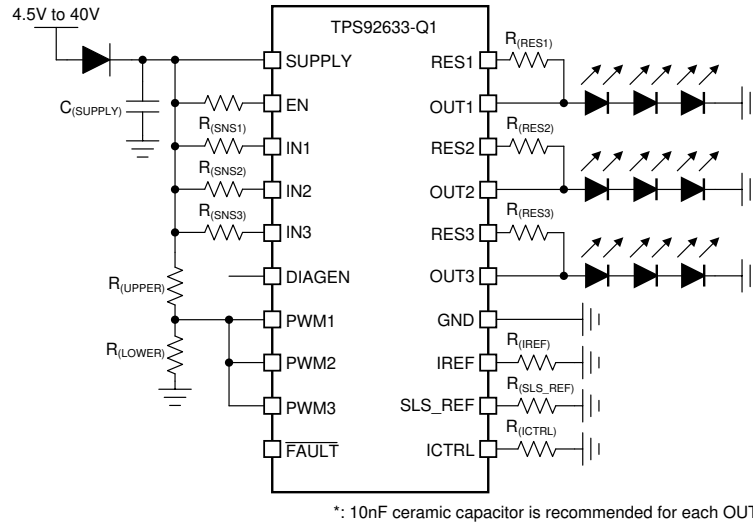 4.5V to 40V
TPS92633-Q1
C(SUPPLY)
R(SNS1)
R(SNS2)
R(SNS3)
R(UPPER)
R(LOWER)
SUPPLY
EN
IN1
IN2
IN3
DIAGEN
PWM1
PWM2
PWM3
FAULT
RES1
OUT1
RES2
OUT2
RES3
OUT3
GND
IREF
SLS_REF
ICTRL
R(RES1)
R(RES2)
R(RES3)
R(IREF)
R(SLS_REF)
R(ICTRL)
*: 10nF ceramic capacitor is recommended for each OUT